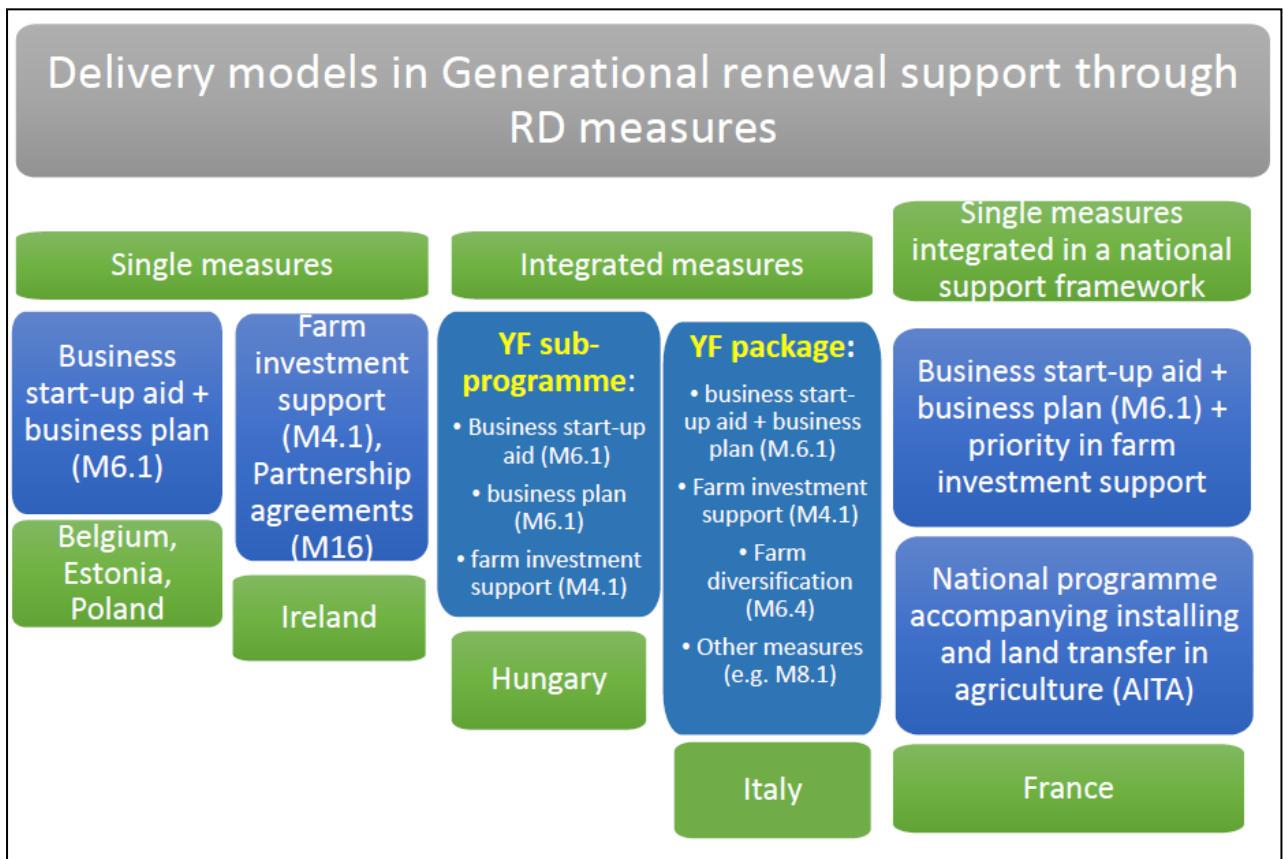 Delivery models in Generational renewal support through
RD measures
Single measures
Integrated measures
Single measures
integrated in a national
support framework
Business
start-up aid +
business plan
(M6.1)
Belgium,
Estonia,
Poland
Farm
investment
support
(M4.1),
Partnership
agreements
(M16)
Ireland
YF sub-
programme:
• Business start-up
aid (M6.1)
• business plan
(M6.1)
• farm investment
support (M4.1)
Hungary
YF package:
• business start-
up aid + business
plan (M.6.1)
• Farm investment
support (M4.1)
• Farm
diversification
(M6.4)
• Other measures
(e.g. M8.1)
Italy
Business start-up aid +
business plan (M6.1) +
priority in farm
investment support
National programme
accompanying installing
and land transfer in
agriculture (AITA)
France